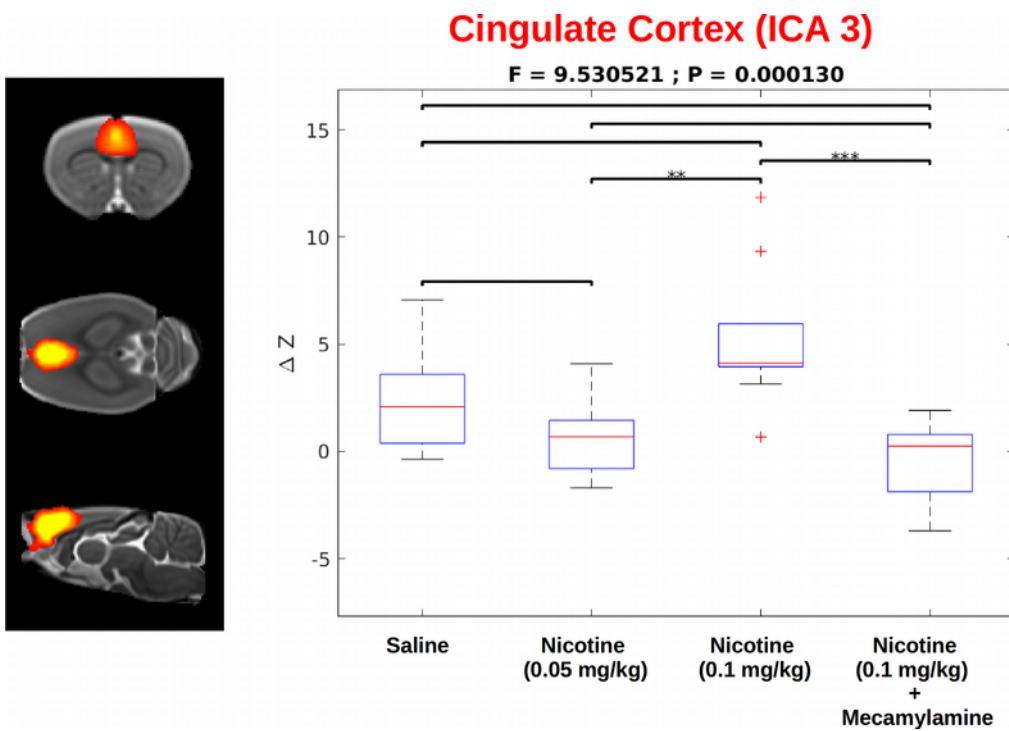 Cingulate Cortex (ICA 3)
F = 9.530521 ; P = 0.000130
15
***
**
10
5
0
-5
△ Z
Saline
Nicotine
(0.05 mg/kg)
Nicotine
(0.1 mg/kg)
Nicotine
(0.1 mg/kg)
+
Mecamylamine